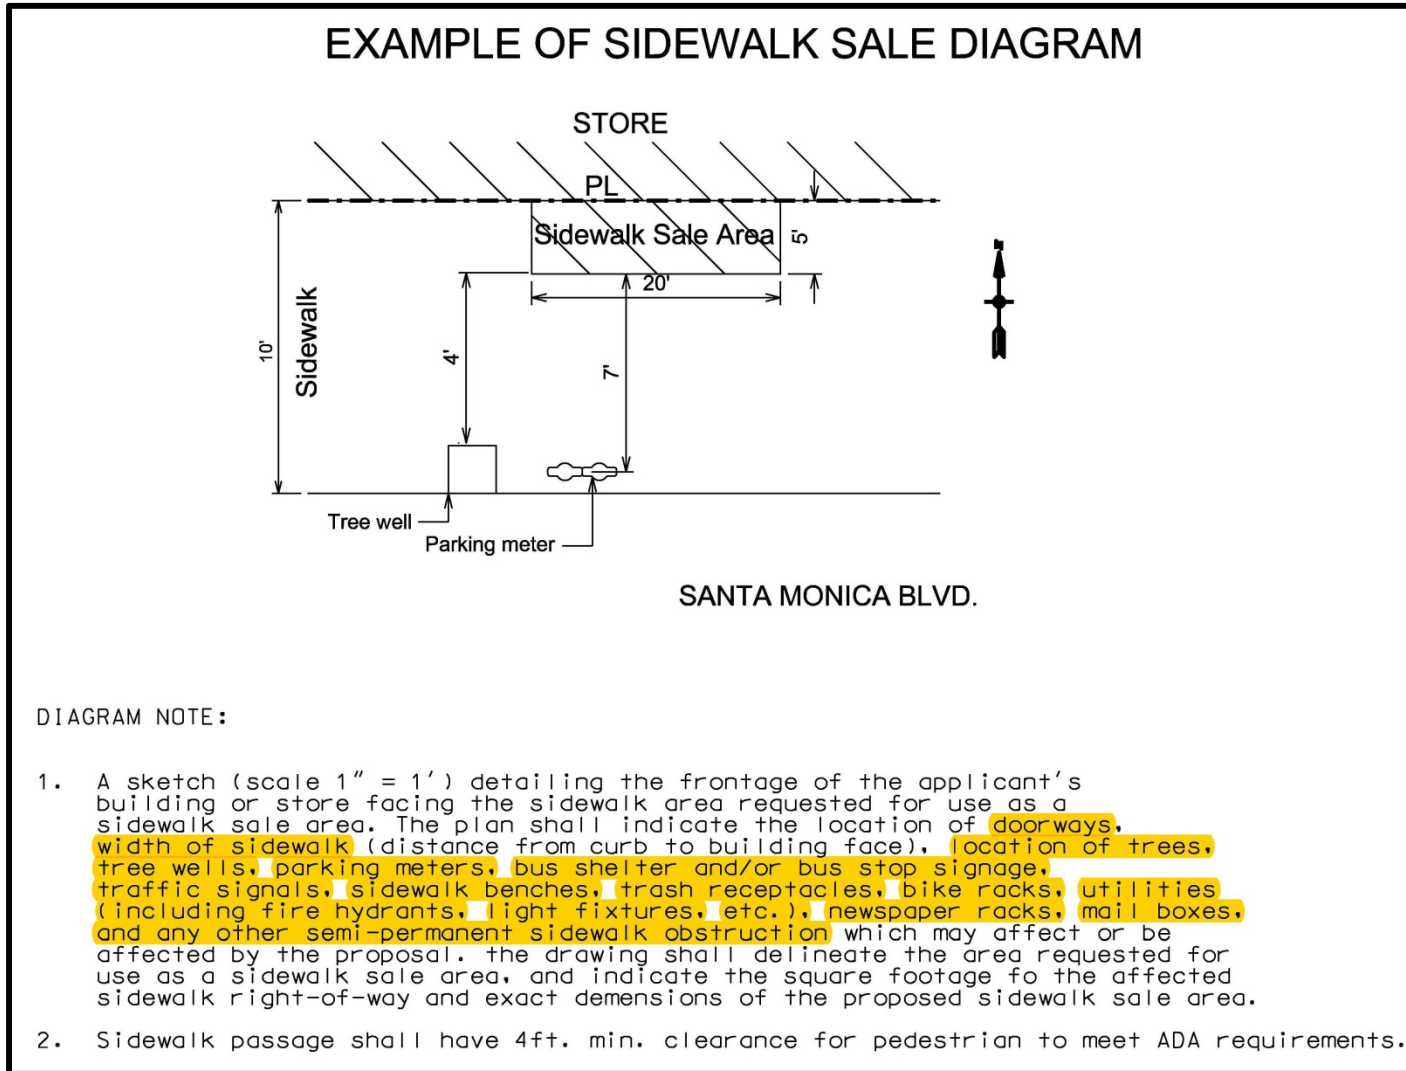 EXAMPLE OF SIDEWALK SALE DIAGRAM
STORE
PL
Sidewalk Sale Area
5'
20'
10'
Sidewalk
4'
7'
N
Tree well
Parking meter
SANTA MONICA BLVD.
DIAGRAM NOTE:
1. A sketch (scale 1" = 1') detailing the frontage of the applicant's
building or store facing the sidewalk area requested for use as a
sidewalk sale area. The plan shall indicate the location of doorways,
width of sidewalk (distance from curb to building face), location of trees,
tree wells, parking meters, bus shelter and/or bus stop signage,
traffic signals, sidewalk benches, trash receptacles, bike racks, utilities
(including fire hydrants, light fixtures, etc.), newspaper racks, mail boxes,
and any other semi-permanent sidewalk obstruction which may affect or be
affected by the proposal. the drawing shall delineate the area requested for
use as a sidewalk sale area, and indicate the square footage fo the affected
sidewalk right-of-way and exact demensions of the proposed sidewalk sale area.
2. Sidewalk passage shall have 4ft. min. clearance for pedestrian to meet ADA requirements.